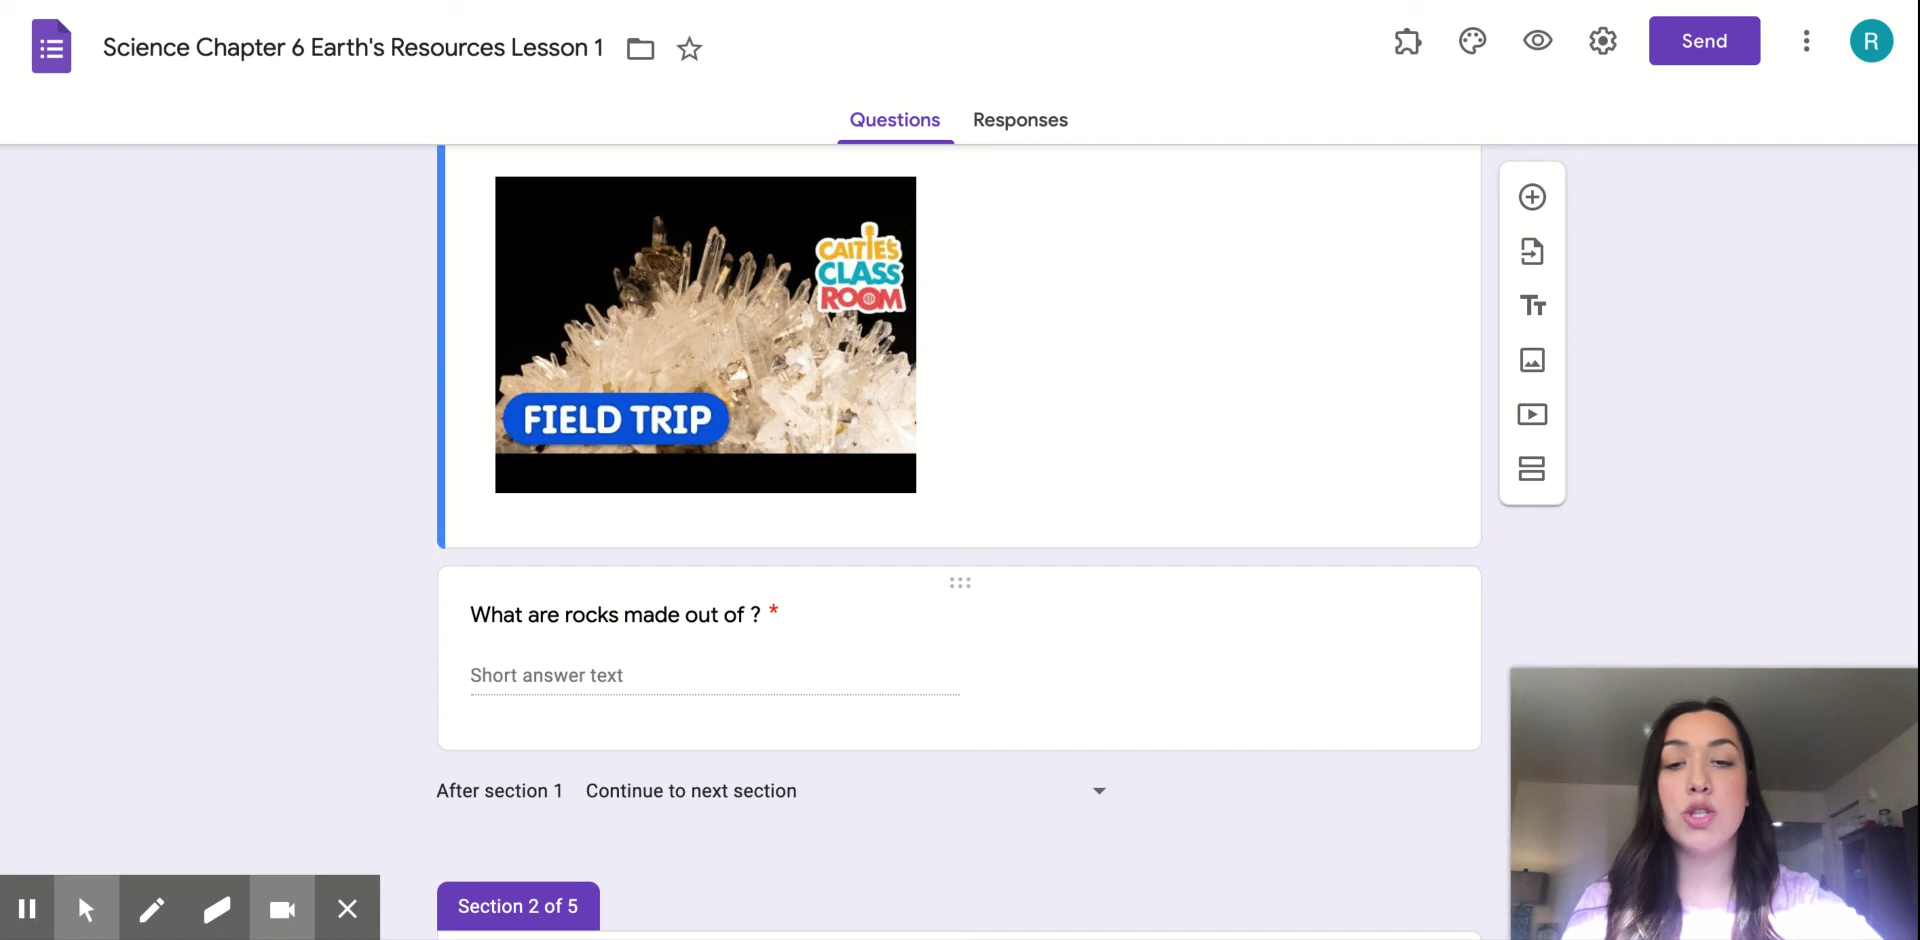 Science Chapter 6 Earth's Resources Lesson 1
Send
R
Questions
Responses
CAITIE'S
CLASS
ROOM
FIELD TRIP
Tт
What are rocks made out of ? *
Short answer text
After section 1 Continue to next section
Section 2 of 5